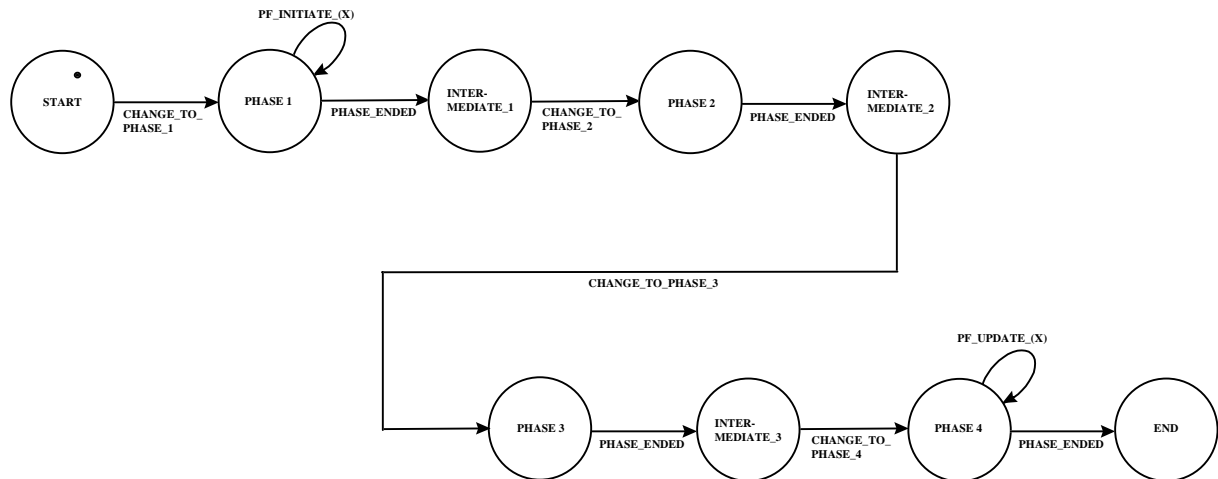 PF_INITIATE_(X)
START
CHANGE_TO_
PHASE_1
PHASE 1
PHASE_ENDED
INTER-
MEDIATE_1
CHANGE_TO_
PHASE_2
PHASE 2
PHASE_ENDED
INTER-
MEDIATE_2
CHANGE_TO_PHASE_3
PF_UPDATE_(X)
PHASE 3
PHASE_ENDED
INTER-
MEDIATE_3
CHANGE_TO_
PHASE_4
PHASE 4
PHASE_ENDED
END